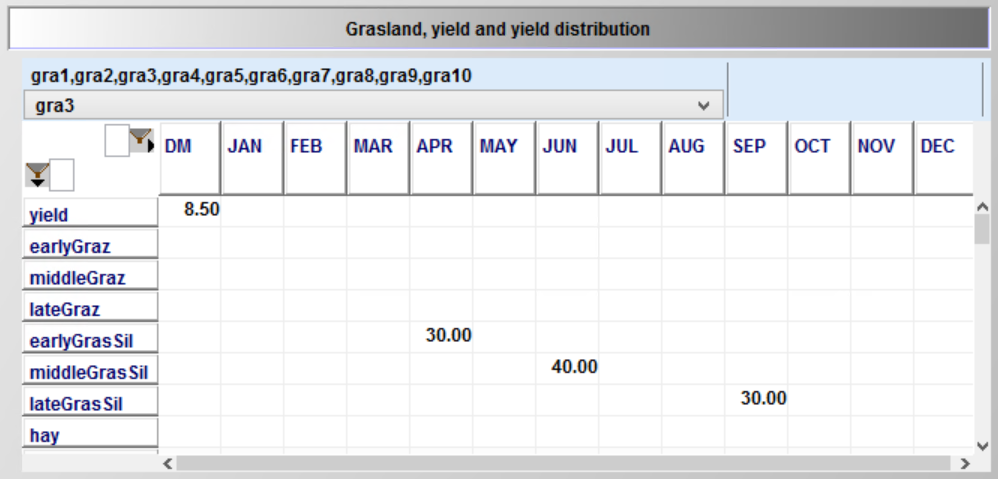 Grasland, yield and yield distribution
gra1,gra2,gra3,gra4,gra5,gra6,gra7,gra8,gra9,gra10
gra3
DM JAN FEB MAR APR MAY JUN JUL AUG SEP OCT NOV DEC
yield 8.50
earlyGraz
middleGraz
lateGraz
earlyGrasSil 30.00
middleGrasSil 40.00
lateGrasSil 30.00
hay